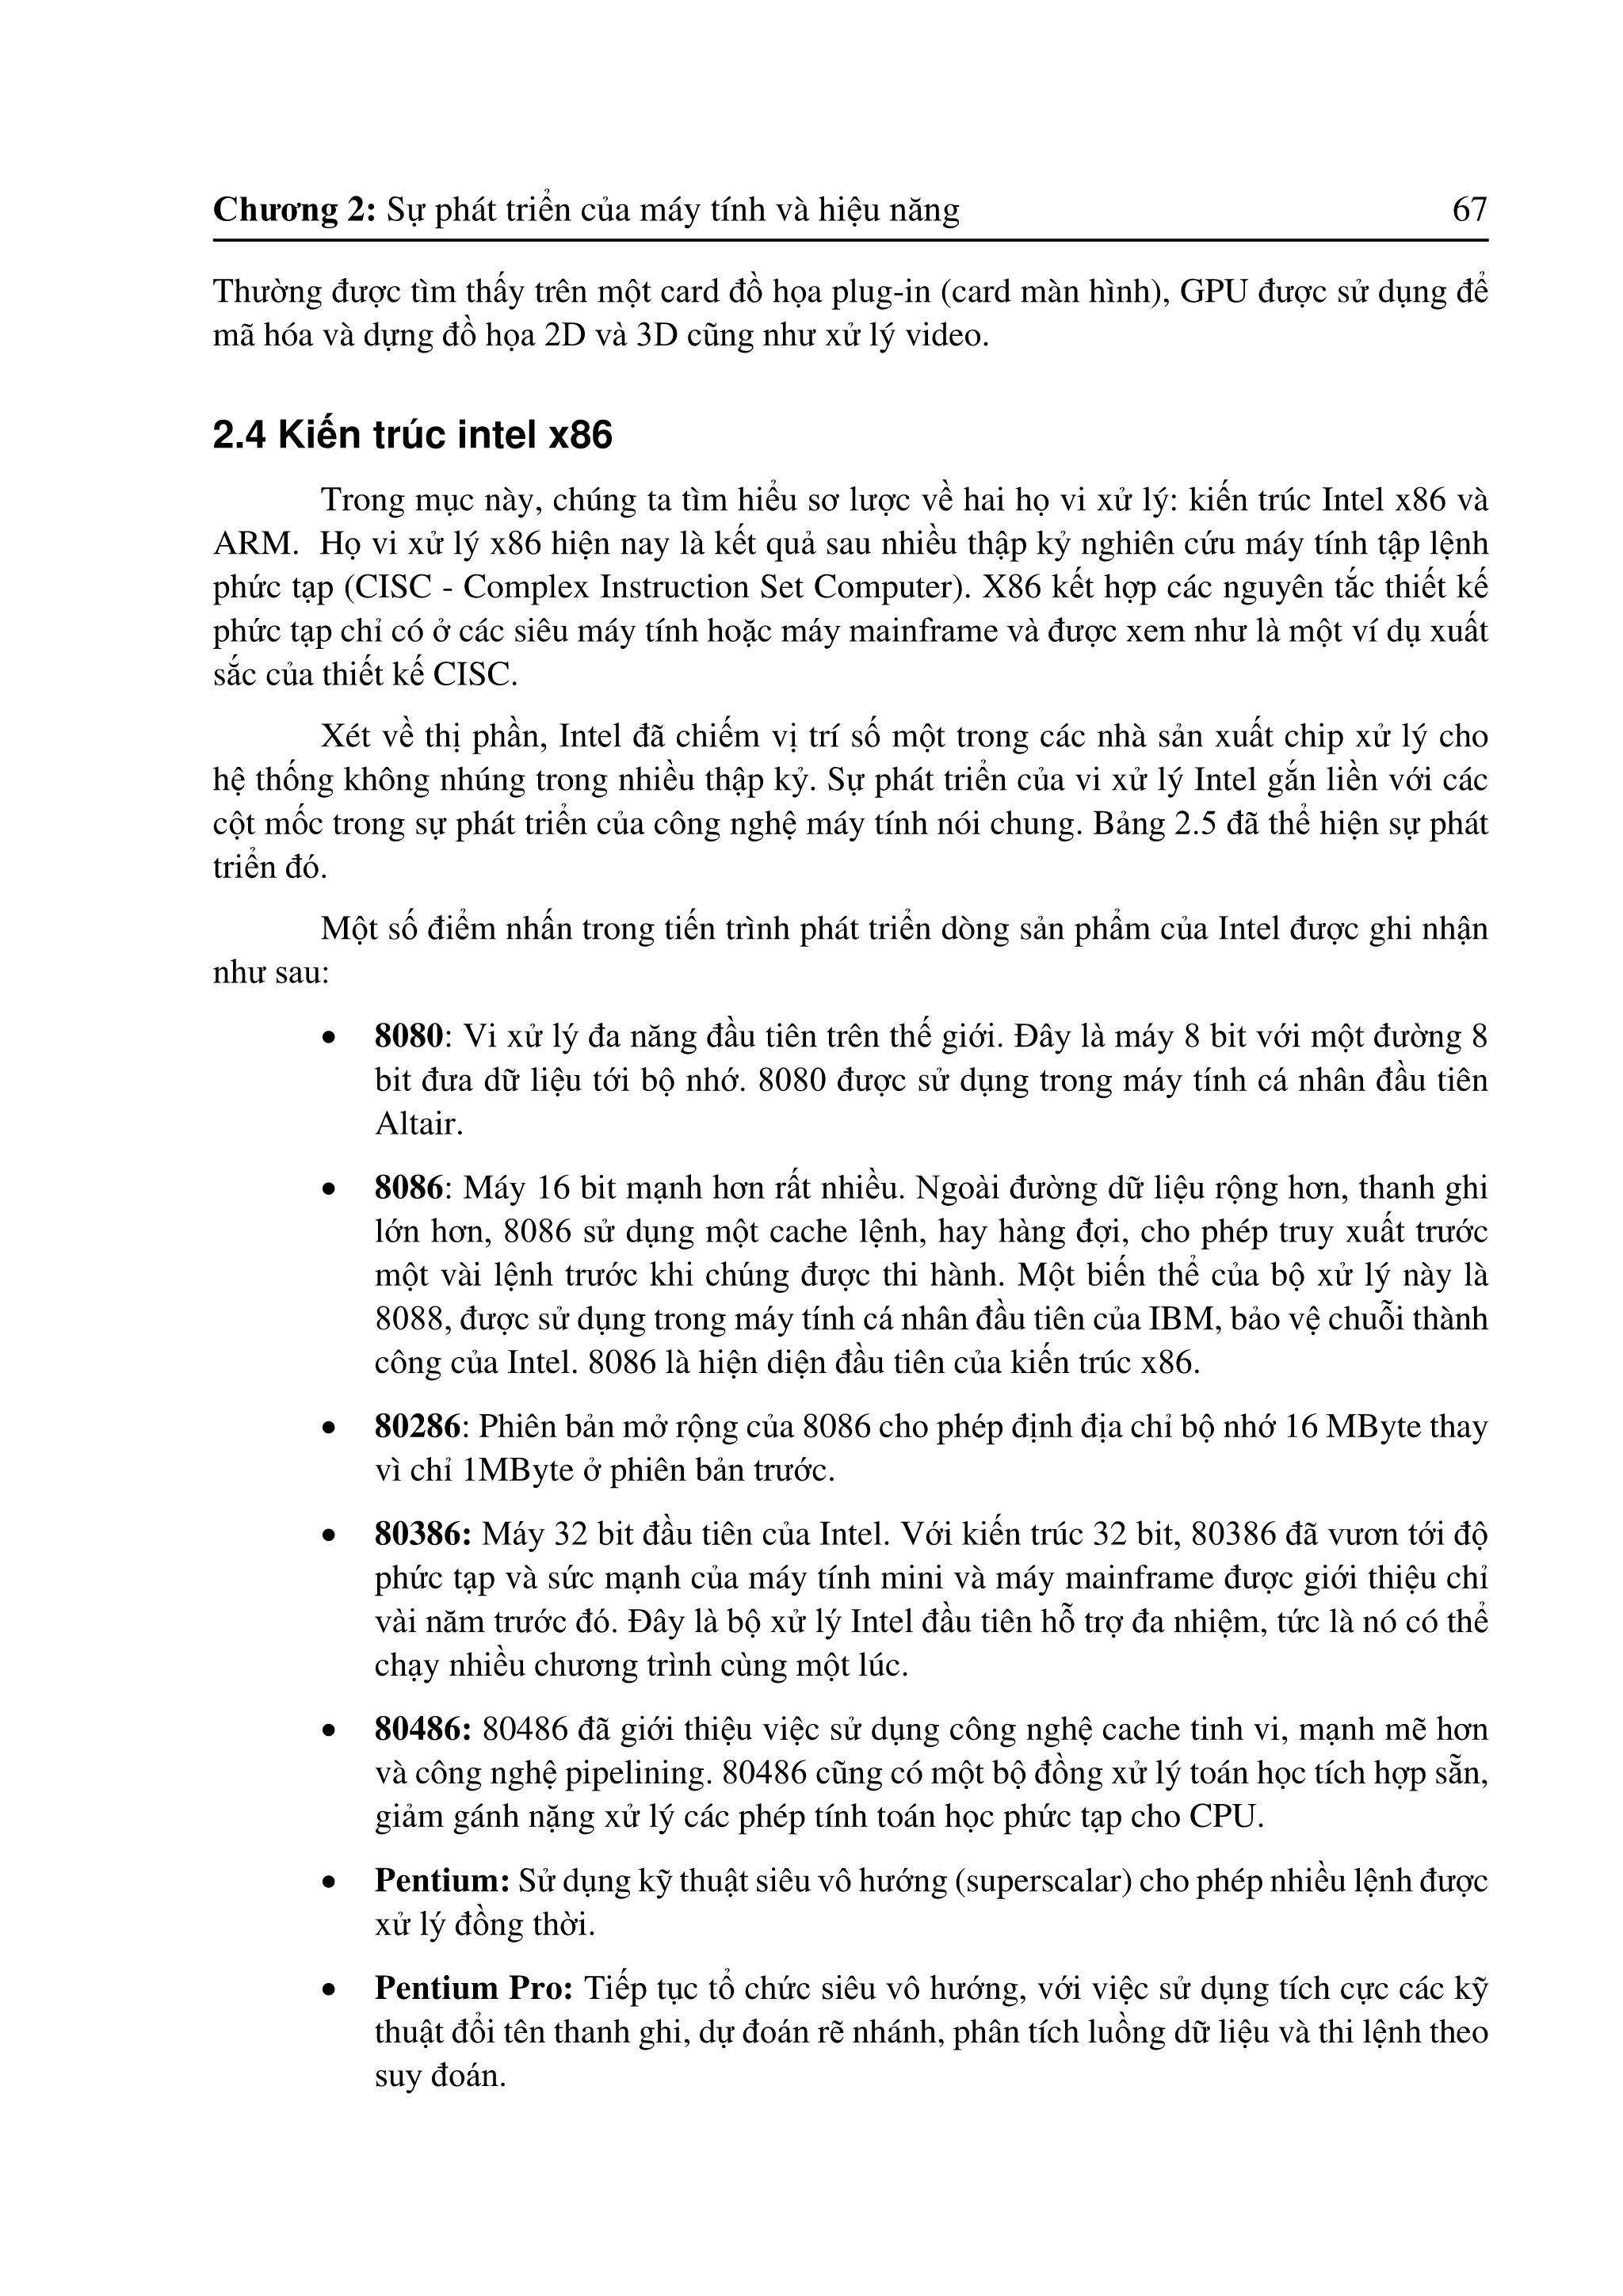 Chương 2: Sự phát triển của máy tính và hiệu năng 67
Thường được tìm thấy trên một card đồ họa plug-in (card màn hình), GPU được sử dụng để
mã hóa và dựng đồ họa 2D và 3D cũng như xử lý video.
2.4 Kiến trúc intel x86
Trong mục này, chúng ta tìm hiểu sơ lược về hai họ vi xử lý: kiến trúc Intel x86 và
ARM. Họ vi xử lý x86 hiện nay là kết quả sau nhiều thập kỷ nghiên cứu máy tính tập lệnh
phức tạp (CISC - Complex Instruction Set Computer). X86 kết hợp các nguyên tắc thiết kế
phức tạp chỉ có ở các siêu máy tính hoặc máy mainframe và được xem như là một ví dụ xuất
sắc của thiết kế CISC.
Xét về thị phần, Intel đã chiếm vị trí số một trong các nhà sản xuất chip xử lý cho
hệ thống không nhúng trong nhiều thập kỷ. Sự phát triển của vi xử lý Intel gắn liền với các
cột mốc trong sự phát triển của công nghệ máy tính nói chung. Bảng 2.5 đã thể hiện sự phát
triển đó.
Một số điểm nhấn trong tiến trình phát triển dòng sản phẩm của Intel được ghi nhận
như sau:
• 8080: Vi xử lý đa năng đầu tiên trên thế giới. Đây là máy 8 bit với một đường 8
bit đưa dữ liệu tới bộ nhớ. 8080 được sử dụng trong máy tính cá nhân đầu tiên
Altair.
• 8086: Máy 16 bit mạnh hơn rất nhiều. Ngoài đường dữ liệu rộng hơn, thanh ghi
lớn hơn, 8086 sử dụng một cache lệnh, hay hàng đợi, cho phép truy xuất trước
một vài lệnh trước khi chúng được thi hành. Một biến thể của bộ xử lý này là
8088, được sử dụng trong máy tính cá nhân đầu tiên của IBM, bảo vệ chuỗi thành
công của Intel. 8086 là hiện diện đầu tiên của kiến trúc x86.
• 80286: Phiên bản mở rộng của 8086 cho phép định địa chỉ bộ nhớ 16 MByte thay
vì chỉ 1MByte ở phiên bản trước.
• 80386: Máy 32 bit đầu tiên của Intel. Với kiến trúc 32 bit, 80386 đã vươn tới độ
phức tạp và sức mạnh của máy tính mini và máy mainframe được giới thiệu chỉ
vài năm trước đó. Đây là bộ xử lý Intel đầu tiên hỗ trợ đa nhiệm, tức là nó có thể
chạy nhiều chương trình cùng một lúc.
• 80486: 80486 đã giới thiệu việc sử dụng công nghệ cache tinh vi, mạnh mẽ hơn
và công nghệ pipelining. 80486 cũng có một bộ đồng xử lý toán học tích hợp sẵn,
giảm gánh nặng xử lý các phép tính toán học phức tạp cho CPU.
• Pentium: Sử dụng kỹ thuật siêu vô hướng (superscalar) cho phép nhiều lệnh được
xử lý đồng thời.
• Pentium Pro: Tiếp tục tổ chức siêu vô hướng, với việc sử dụng tích cực các kỹ
thuật đổi tên thanh ghi, dự đoán rẽ nhánh, phân tích luồng dữ liệu và thi lệnh theo
suy đoán.